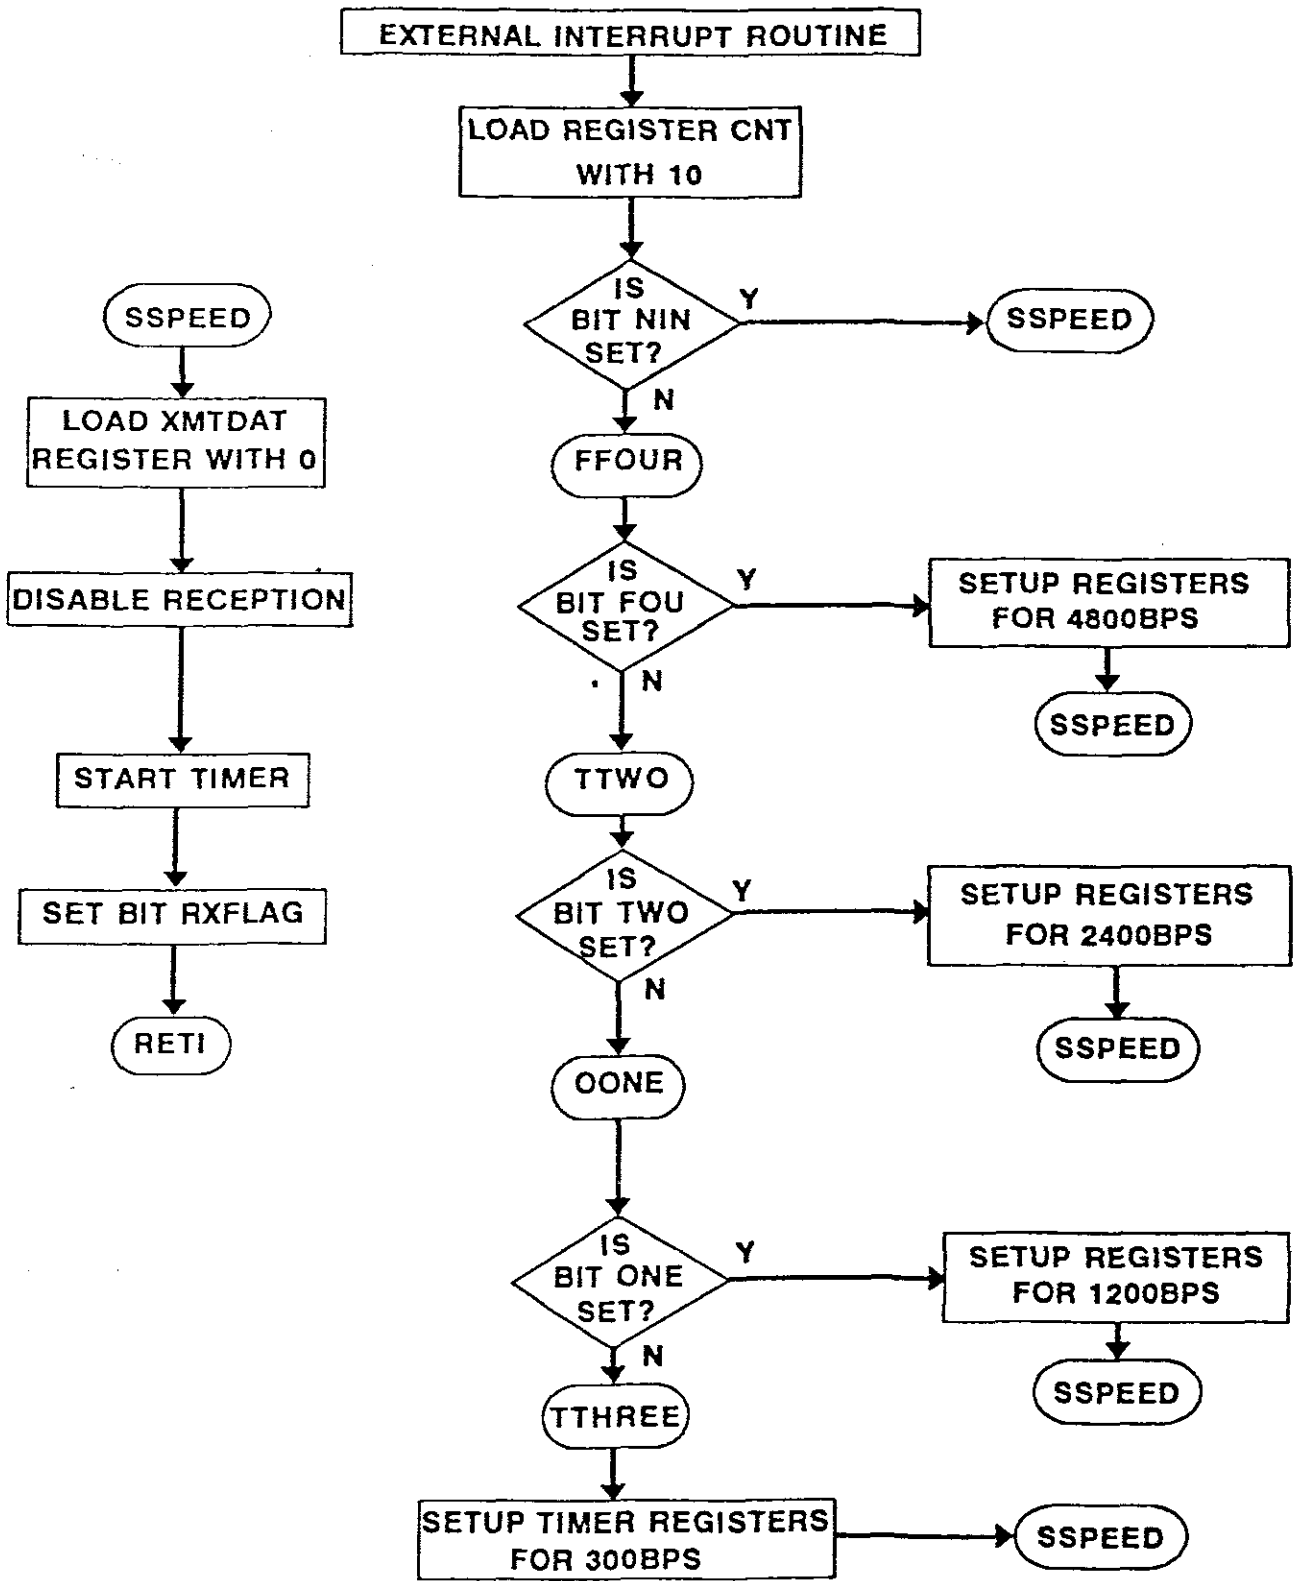 EXTERNAL INTERRUPT ROUTINE
LOAD REGISTER CNT
WITH 10
IS
BIT NIN
SET?
Y
SSPEED
N
FFOUR
IS
BIT FOU
SET?
Y
SETUP REGISTERS
FOR 4800BPS
SSPEED
N
TTWO
IS
BIT TWO
SET?
Y
SETUP REGISTERS
FOR 2400BPS
SSPEED
N
OONE
IS
BIT ONE
SET?
Y
SETUP REGISTERS
FOR 1200BPS
SSPEED
N
TTHREE
SETUP TIMER REGISTERS
FOR 300BPS
SSPEED
SSPEED
LOAD XMTDAT
REGISTER WITH 0
DISABLE RECEPTION
START TIMER
SET BIT RXFLAG
RETI